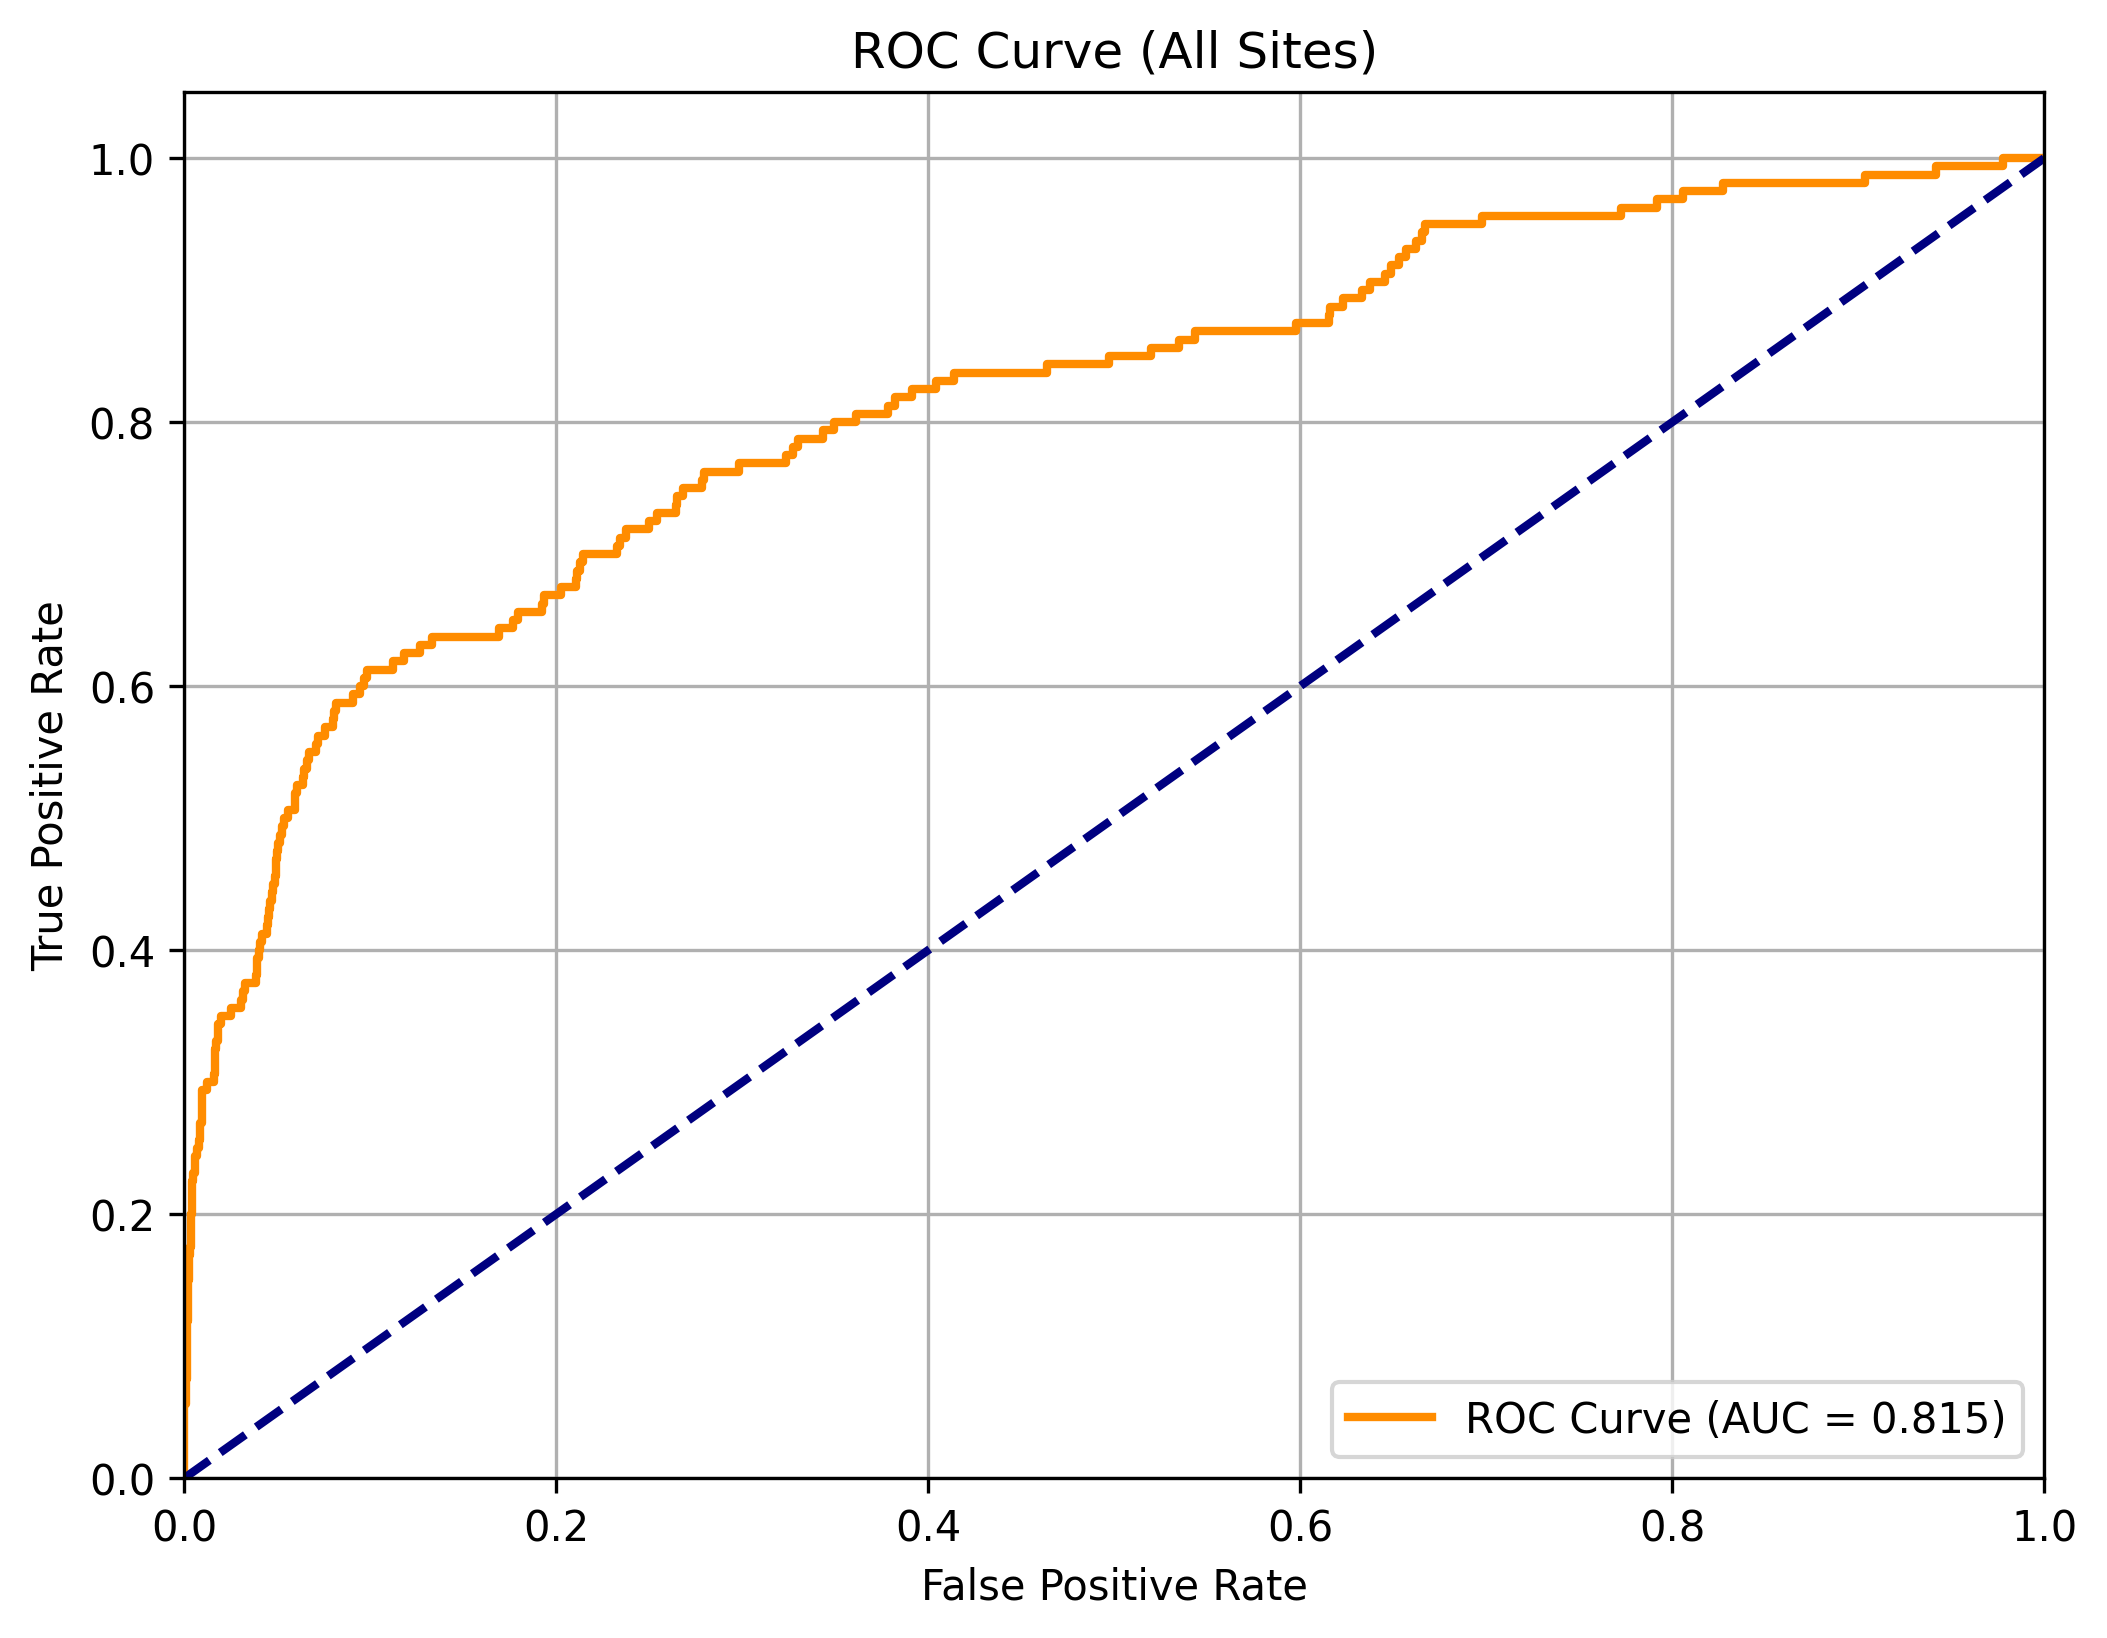 ROC Curve (All Sites)
True Positive Rate
1.0
0.8
0.6
0.4
0.2
0.0
ROC Curve (AUC = 0.815)
0.0 0.2 0.4 0.6 0.8 1.0
False Positive Rate